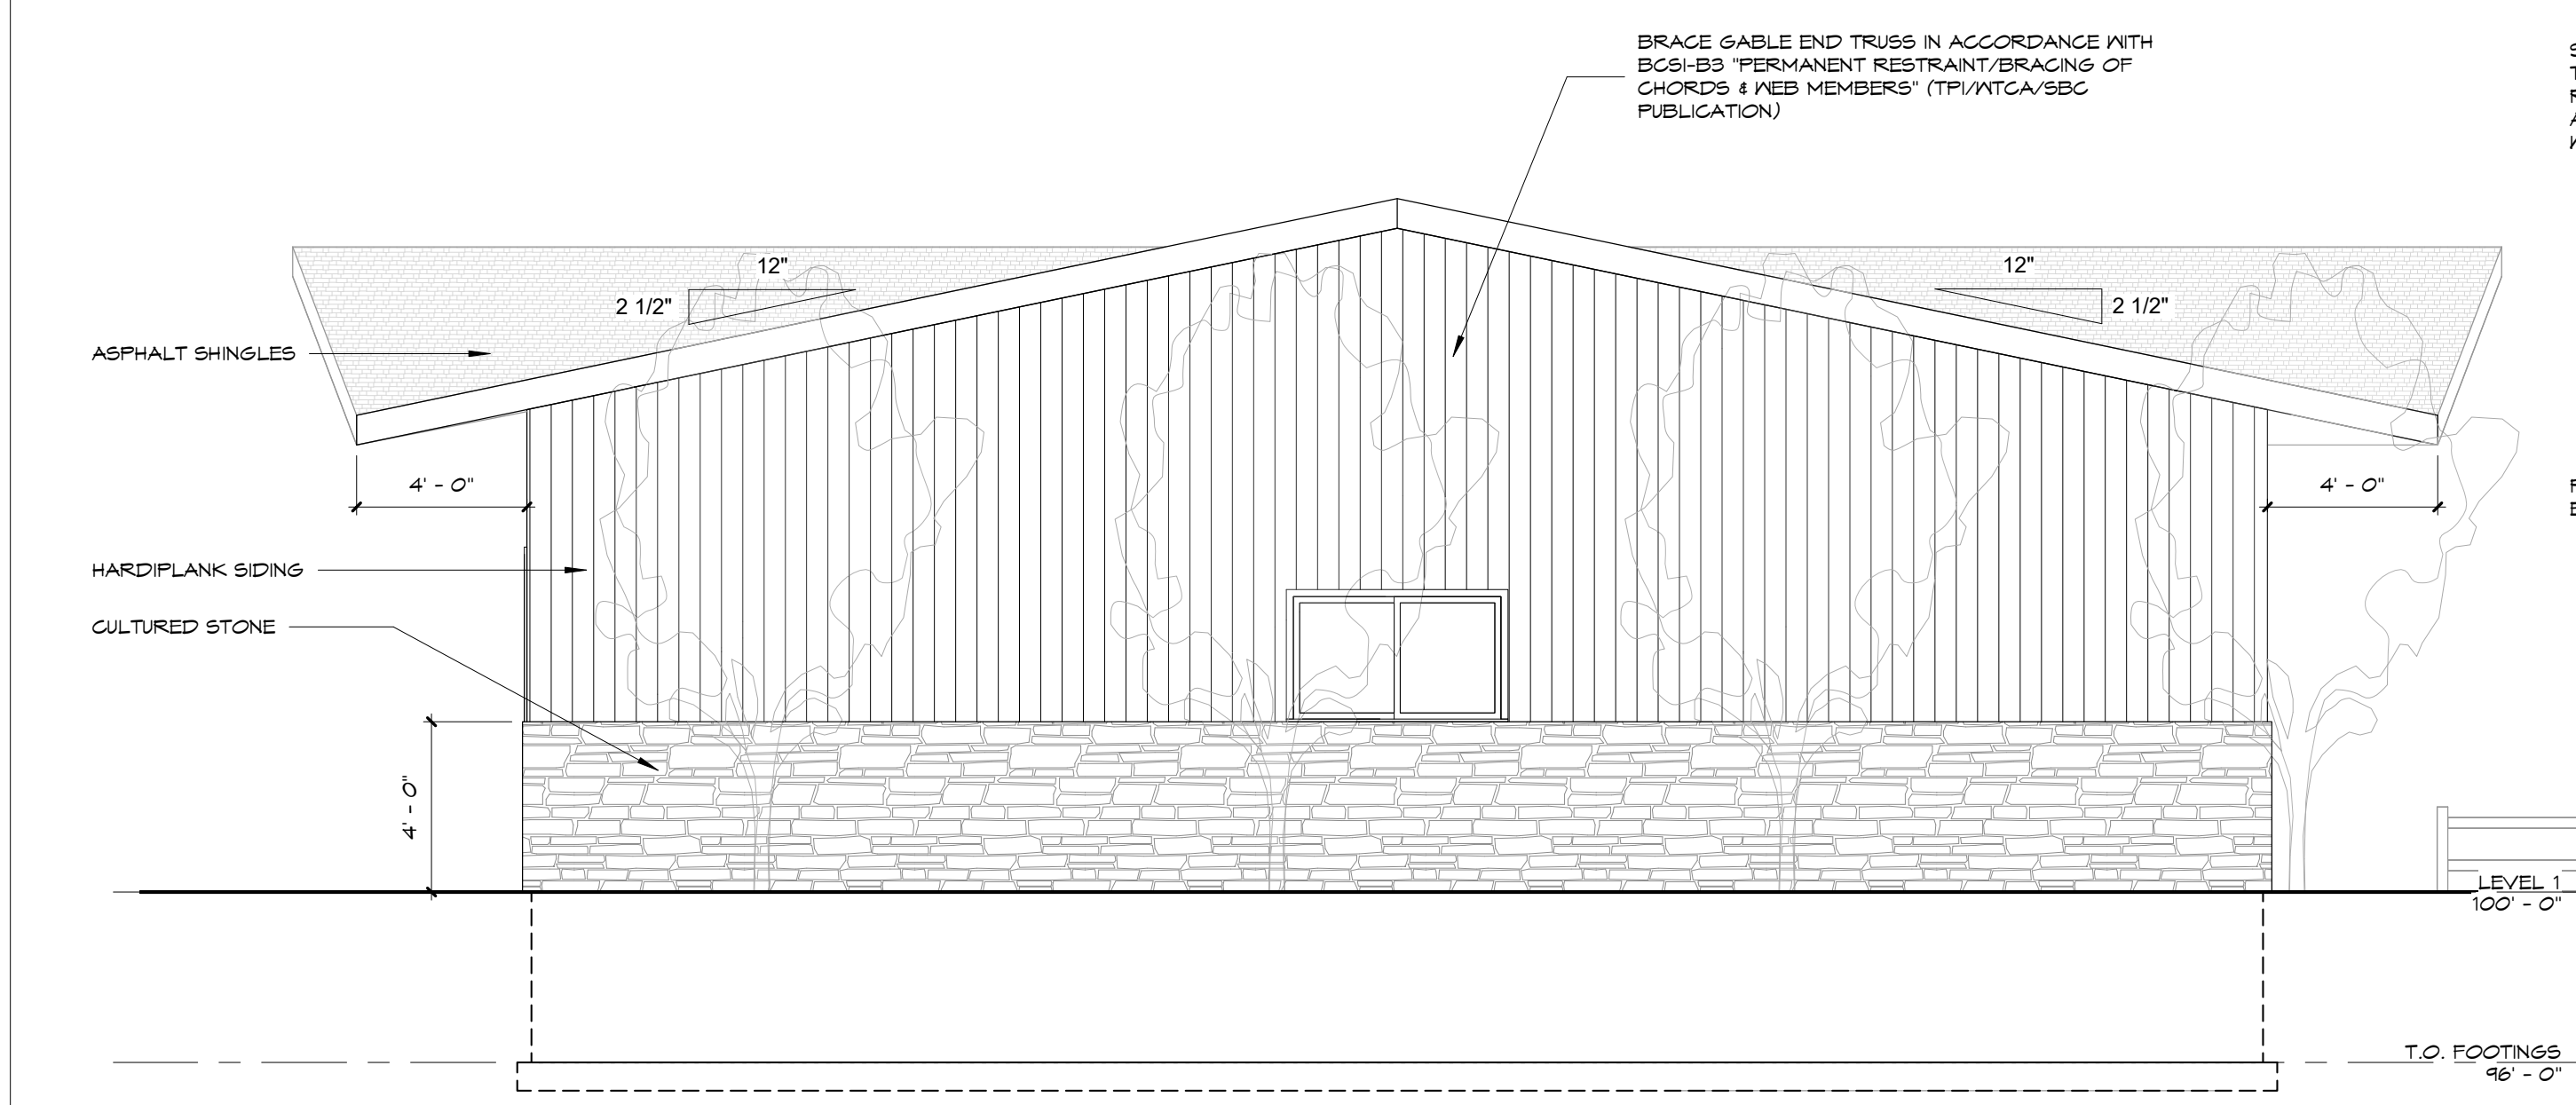 BRACE GABLE END TRUSS IN ACCORDANCE WITH
BCSI-B3 "PERMANENT RESTRAINT/BRACING OF
CHORDS & WEB MEMBERS" (TPI/WTCA/SBC
PUBLICATION)
12"
2 1/2"
12"
2 1/2"
ASPHALT SHINGLES
4' - 0"
4' - 0"
HARDIPLANK SIDING
CULTURED STONE
4' - 0"
LEVEL 1
100' - 0"
T.O. FOOTINGS
96' - 0"